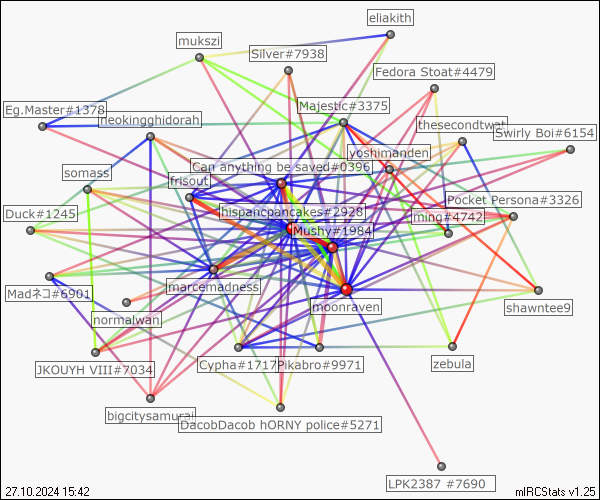 eliakith
mukszi
Silver#7938
Fedora Stoat#4479
Eg.Master#1378
Majestic#3375
neokingghidorah
thesecondtwat
Swirly Boi#6154
yoshimanden
Can anything be saved#0396
somass
frisout
Pocket Persona#3326
Duck#1245
hispanicpancakes#2928
ming#4742
Mushy#1984
marcemadness
Madネコ#6901
moonraven
shawntee9
normalwan
JKOUYH VIII#7034
Cypha#1717
Pikabro#9971
zebula
bigcitysamurai
DacobDacob hORNY police#5271
LPK2387 #7690
27.10.2024 15:42
mIRCStats v1.25